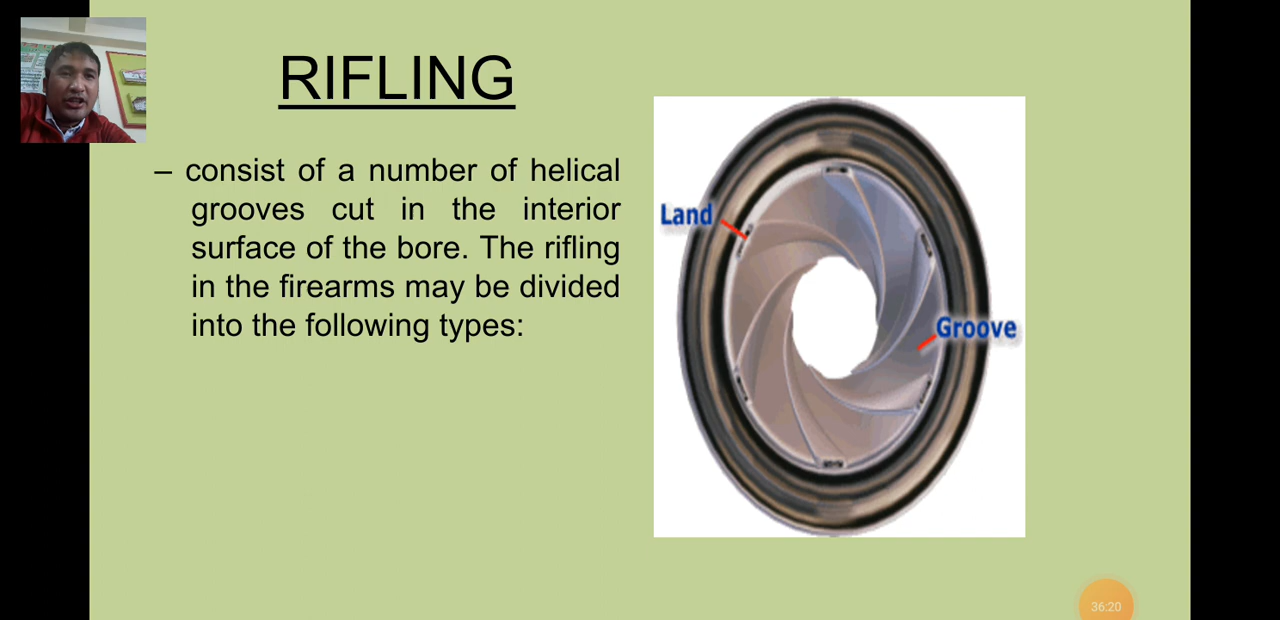 RIFLING
– consist of a number of helical
grooves cut in the interior
surface of the bore. The rifling
in the firearms may be divided
into the following types:
Land
Groove
36:20